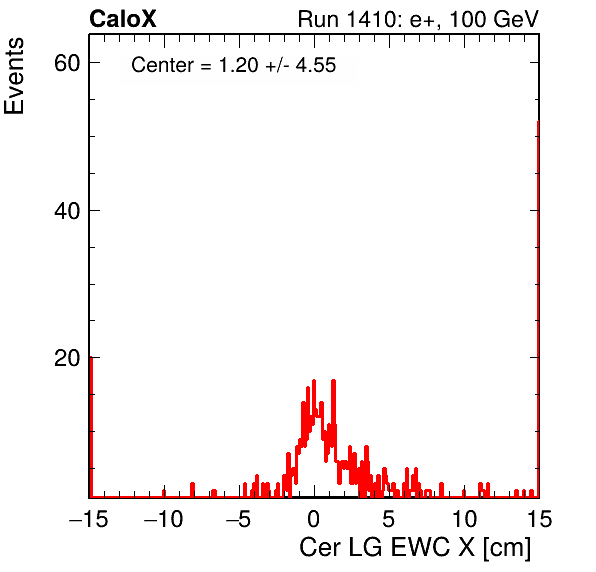 CaloX
Run 1410: e+, 100 GeV
Events
Center = 1.20 +/- 4.55
60
40
20
−15 −10 −5 0 5 10 15
Cer LG EWC X [cm]